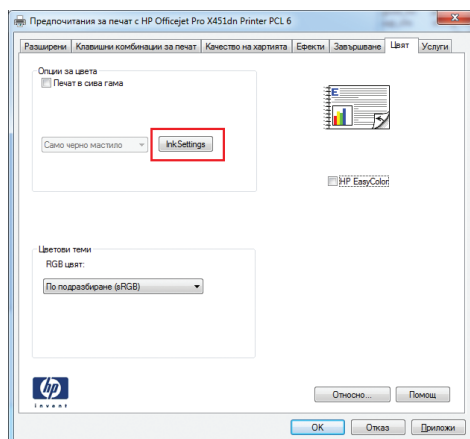 Предпочитания за печат с HP Officejet Pro X451dn Printer PCL 6
Разширени Клавишни комбинации за печат Качество на хартията Ефекти Завършване Цвят Услуги
Опции за цвета
Печат в сива гама
Само черно мастило InkSettings
HP EasyColor
Цветови теми
RGB цвят:
По подразбиране (sRGB)
hp
invent
Относно... Помощ
OK Отказ Приложи